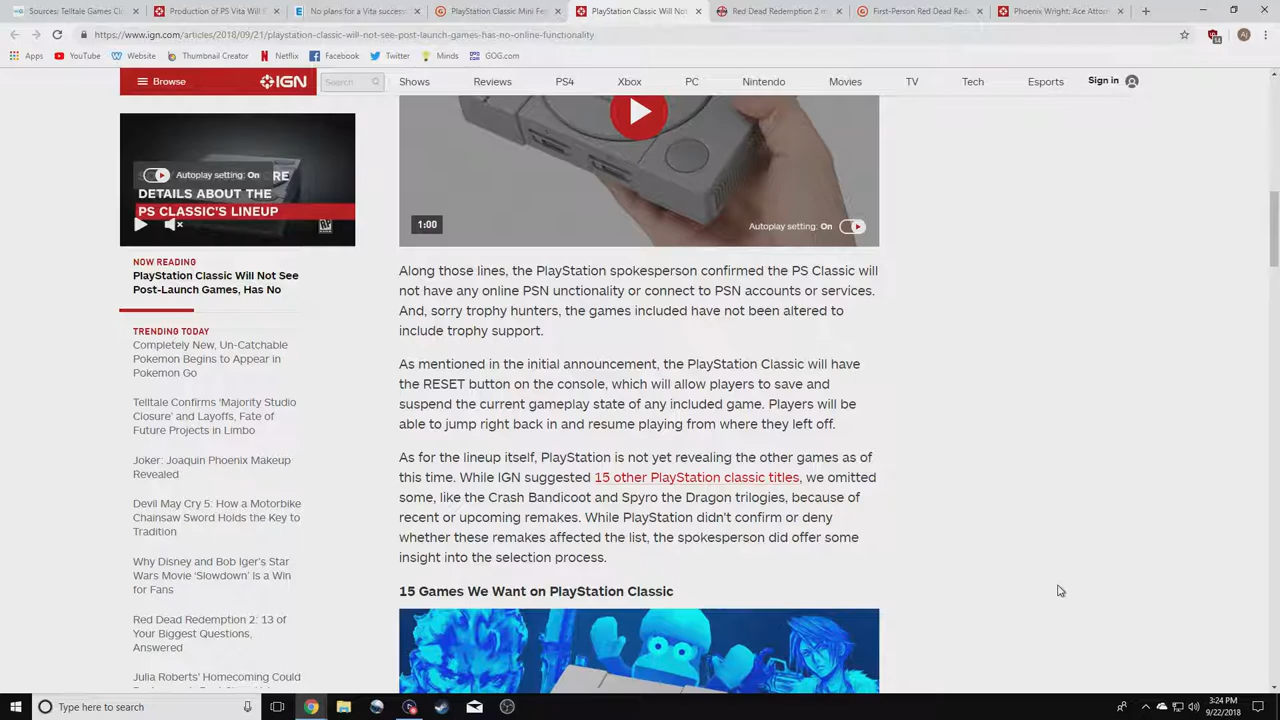 Sources: Telltale Games C
Production of PS Vita Will E
No plans for a Vita success
PlayStation Classic Mini Fe
PlayStation Classic Will Not
Red Dead Redemption 2 m
First-Person Red Dead Red
Phoenix Wright: Ace Attor
https://www.ign.com/articles/2018/09/21/playstation-classic-will-not-see-post-launch-games-has-no-online-functionality
Apps YouTube Website Thumbnail Creator Netflix Facebook Twitter Minds GOG.com
Browse IGN Search Shows Reviews PS4 Xbox PC Nintendo Movies TV Tech Esports Sign in
Autoplay setting: On RE
DETAILS ABOUT THE
PS CLASSIC'S LINEUP
1:00 Autoplay setting: On
NOW READING
PlayStation Classic Will Not See
Post-Launch Games, Has No
TRENDING TODAY
Completely New, Un-Catchable
Pokemon Begins to Appear in
Pokemon Go
Telltale Confirms 'Majority Studio
Closure' and Layoffs, Fate of
Future Projects in Limbo
Joker: Joaquin Phoenix Makeup
Revealed
Devil May Cry 5: How a Motorbike
Chainsaw Sword Holds the Key to
Tradition
Why Disney and Bob Iger's Star
Wars Movie 'Slowdown' Is a Win
for Fans
Red Dead Redemption 2: 13 of
Your Biggest Questions,
Answered
Julia Roberts' Homecoming Could
Along those lines, the PlayStation spokesperson confirmed the PS Classic will
not have any online PSN unctionality or connect to PSN accounts or services.
And, sorry trophy hunters, the games included have not been altered to
include trophy support.
As mentioned in the initial announcement, the PlayStation Classic will have
the RESET button on the console, which will allow players to save and
suspend the current gameplay state of any included game. Players will be
able to jump right back in and resume playing from where they left off.
As for the lineup itself, PlayStation is not yet revealing the other games as of
this time. While IGN suggested 15 other PlayStation classic titles, we omitted
some, like the Crash Bandicoot and Spyro the Dragon trilogies, because of
recent or upcoming remakes. While PlayStation didn't confirm or deny
whether these remakes affected the list, the spokesperson did offer some
insight into the selection process.
15 Games We Want on PlayStation Classic
Type here to search
3:24 PM
9/22/2018